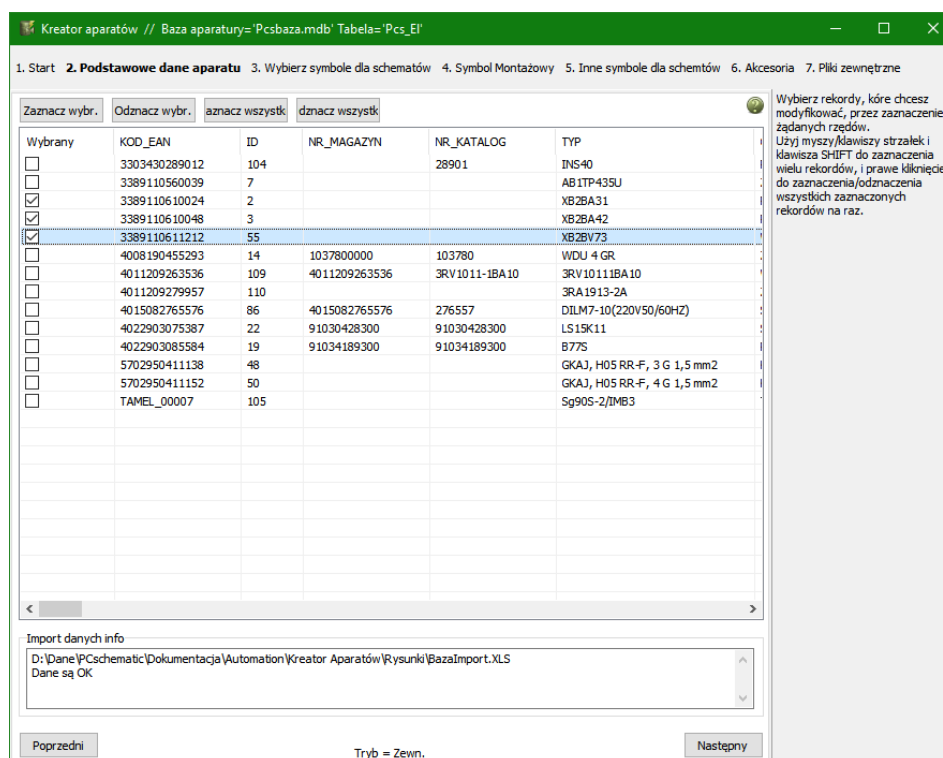 Kreator aparatów // Baza aparatury='Pcsbaza.mdb' Tabela='Pcs_El'
1. Start 2. Podstawowe dane aparatu 3. Wybierz symbole dla schematów 4. Symbol Montażowy 5. Inne symbole dla schemtów 6. Akcesoria 7. Pliki zewnętrzne
Zaznacz wybr. Odznacz wybr. aznacz wszystk dznacz wszystk
Wybrany KOD_EAN ID NR_MAGAZYN NR_KATALOG TYP
3303430289012 104 28901 INS40
3389110560039 7 AB1TP435U
3389110610024 2 XB2BA31
3389110610048 3 XB2BA42
3389110611212 55 XB2BV73
4008190455293 14 1037800000 103780 WDU 4 GR
4011209263536 109 4011209263536 3RV1011-1BA10 3RV10111BA10
4011209279957 110 3RA1913-2A
4015082765576 86 4015082765576 276557 DILM7-10(220V50/60HZ)
4022903075387 22 91030428300 91030428300 LS15K11
4022903085584 19 91034189300 91034189300 B77S
5702950411138 48 GKAJ, H05 RR-F, 3 G 1,5 mm2
5702950411152 50 GKAJ, H05 RR-F, 4 G 1,5 mm2
TAMEL_00007 105 Sg90S-2/IMB3
Import danych info
D:\Dane\PCschematic\Dokumentacja\Automation\Kreator Aparatów\Rysunki\BazaImport.XLS
Dane są OK
Poprzedni Tryb = Zewn. Następny
Wybierz rekordy, kóre chcesz
modyfikować, przez zaznaczenie
żądanych rzędów.
Użyj myszy/klawiszy strzałek i
klawisza SHIFT do zaznaczenia
wielu rekordów, i prawe kliknięcie
do zaznaczenia/odznaczenia
wszystkich zaznaczonych
rekordów na raz.